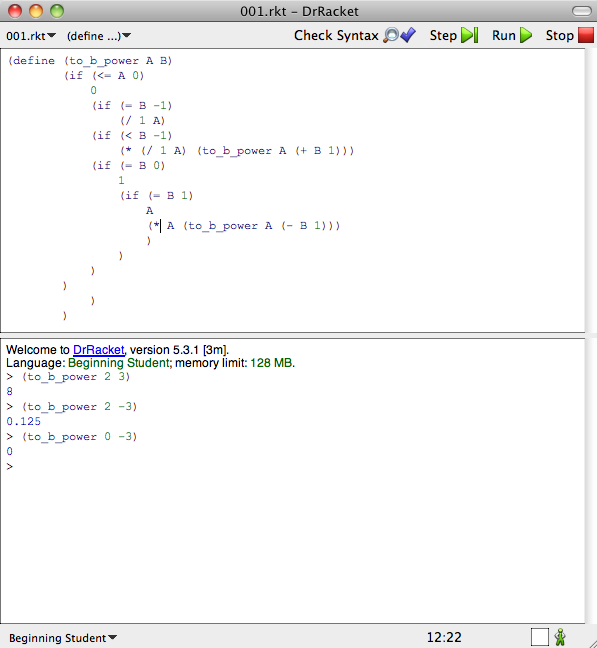 001.rkt – DrRacket
001.rkt (define ...) Check Syntax Step Run Stop
(define (to_b_power A B)
(if (<= A 0)
0
(if (= B -1)
(/ 1 A)
(if (< B -1)
(* (/ 1 A) (to_b_power A (+ B 1)))
(if (= B 0)
1
(if (= B 1)
A
(* A (to_b_power A (- B 1)))
)
)
)
)
)
)
Welcome to DrRacket, version 5.3.1 [3m].
Language: Beginning Student; memory limit: 128 MB.
> (to_b_power 2 3)
8
> (to_b_power 2 -3)
0.125
> (to_b_power 0 -3)
0
>
Beginning Student 12:22